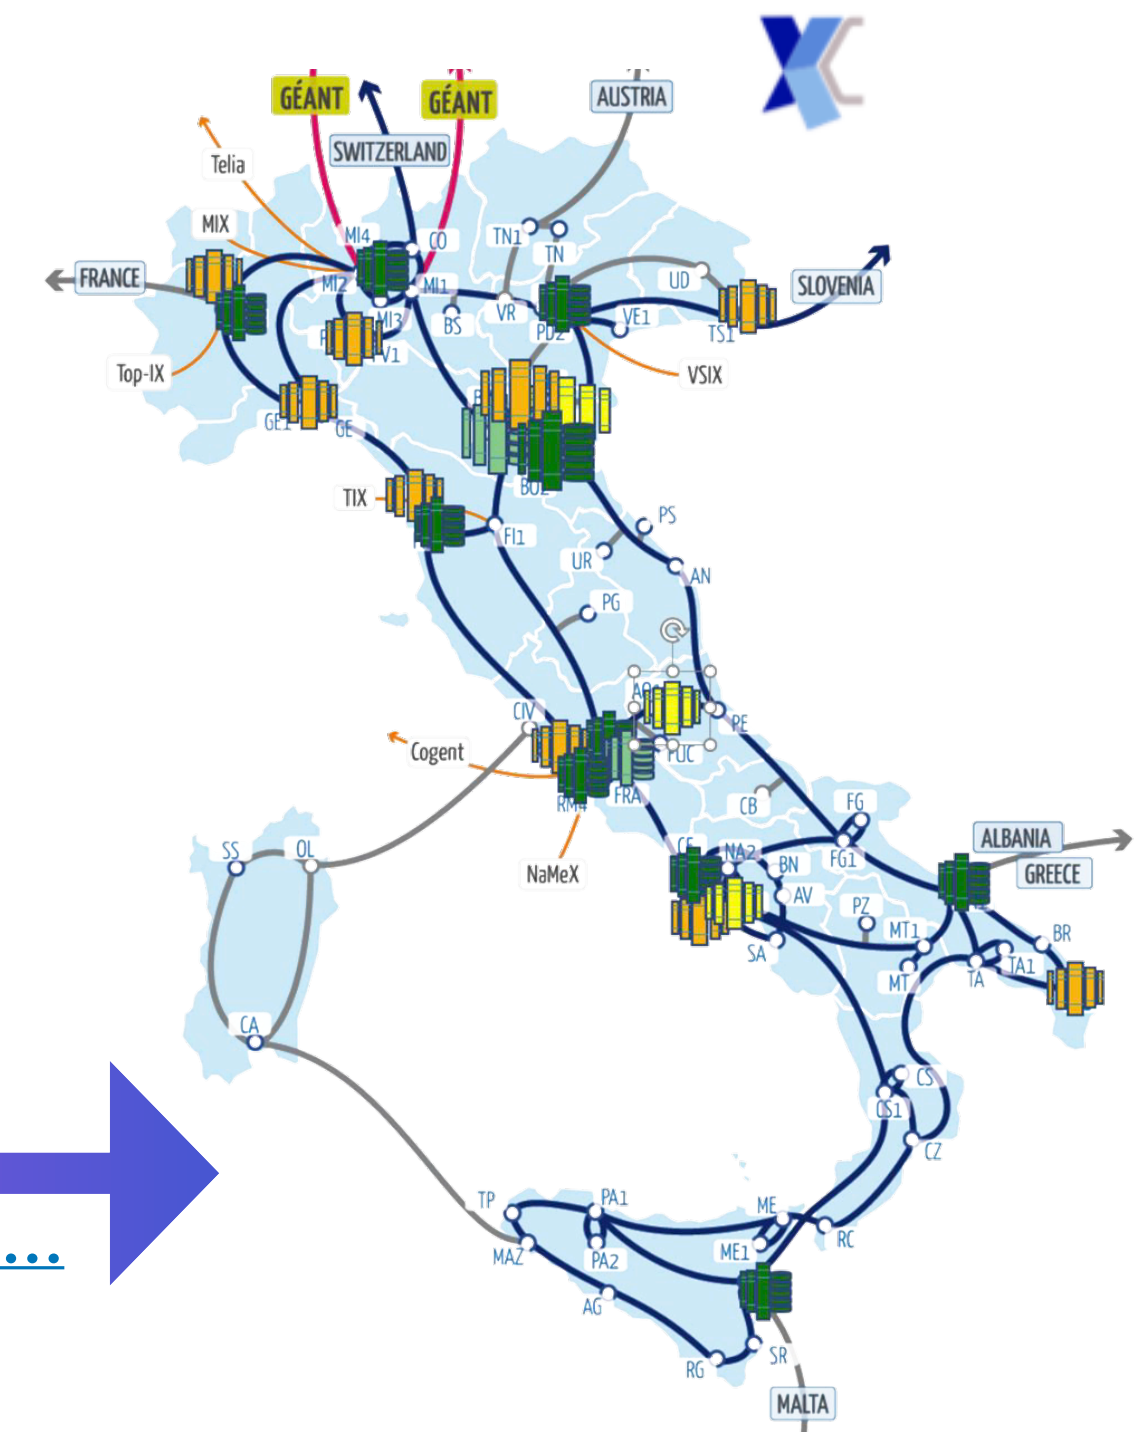 GÉANT
GÉANT
AUSTRIA
SWITZERLAND
Telia
MIX
MI4
CO
TN1
TN
FRANCE
MI2
MI1
UD
SLOVENIA
MI3
BS
VR
PD2
VE1
TS1
V1
Top-IX
VSIX
GE1
GE
TIX
BO2
FI1
PS
UR
AN
PG
CIV
PE
Cogent
FUC
RM4
FRA
CB
FG
NaMeX
SS
OL
CE
NA2
BN
FG1
ALBANIA
GREECE
AV
PZ
MT1
BR
SA
MT
TA
TA1
CA
CS
CS1
CZ
TP
PA1
ME
RC
MAZ
PA2
ME1
AG
SR
RG
MALTA
...